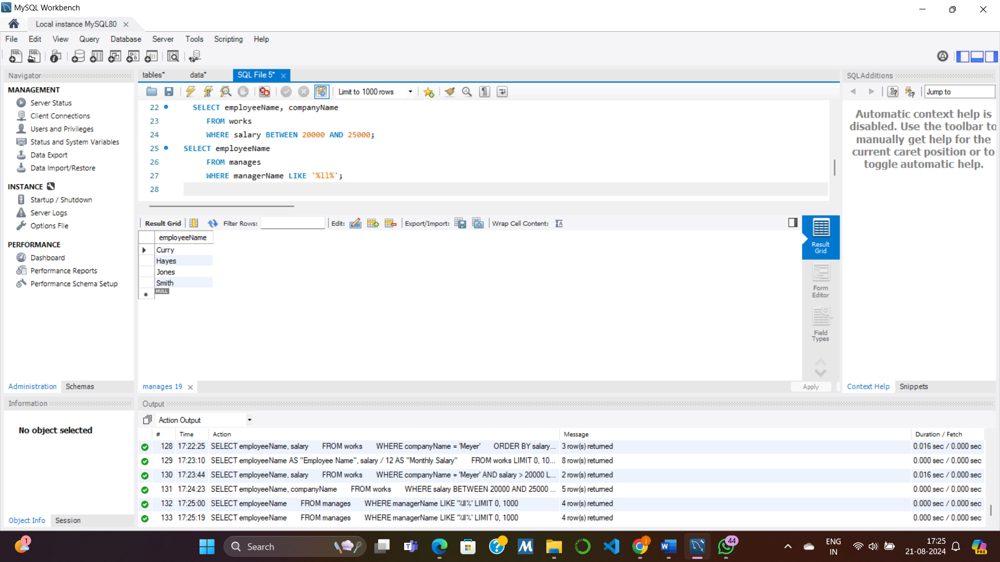 MySQL Workbench
Local instance MySQL80
File Edit View Query Database Server Tools Scripting Help
Navigator
MANAGEMENT
Server Status
Client Connections
Users and Privileges
Status and System Variables
Data Export
Data Import/Restore
INSTANCE
Startup / Shutdown
Server Logs
Options File
PERFORMANCE
Dashboard
Performance Reports
Performance Schema Setup
Administration Schemas
Information
No object selected
Object Info Session
tables* data* SQL File 5*
Limit to 1000 rows
22 SELECT employeeName, companyName
23 FROM works
24 WHERE salary BETWEEN 20000 AND 25000;
25 SELECT employeeName
26 FROM manages
27 WHERE managerName LIKE '%ll%';
28
Result Grid Filter Rows: Edit: Export/Import: Wrap Cell Content:
employeeName
Curry
Hayes
Jones
Smith
NULL
Result Grid
Form Editor
Field Types
manages 19
Apply
SQLAdditions
Jump to
Automatic context help is
disabled. Use the toolbar to
manually get help for the
current caret position or to
toggle automatic help.
Context Help Snippets
Output
Action Output
# Time Action Message Duration / Fetch
128 17:22:25 SELECT employeeName, salary FROM works WHERE companyName = 'Meyer' ORDER BY salary... 3 row(s) returned 0.016 sec / 0.000 sec
129 17:23:10 SELECT employeeName AS "Employee Name", salary / 12 AS "Monthly Salary" FROM works LIMIT 0, 10... 8 row(s) returned 0.000 sec / 0.000 sec
130 17:23:44 SELECT employeeName, salary FROM works WHERE companyName = 'Meyer' AND salary > 20000 L... 2 row(s) returned 0.016 sec / 0.000 sec
131 17:24:23 SELECT employeeName, companyName FROM works WHERE salary BETWEEN 20000 AND 25000 ... 5 row(s) returned 0.000 sec / 0.000 sec
132 17:25:00 SELECT employeeName FROM manages WHERE managerName LIKE '%ll%' LIMIT 0, 1000 4 row(s) returned 0.000 sec / 0.000 sec
133 17:25:19 SELECT employeeName FROM manages WHERE managerName LIKE '%ll%' LIMIT 0, 1000 4 row(s) returned 0.000 sec / 0.000 sec
1
Search
44
ENG
IN
17:25
21-08-2024
PRE